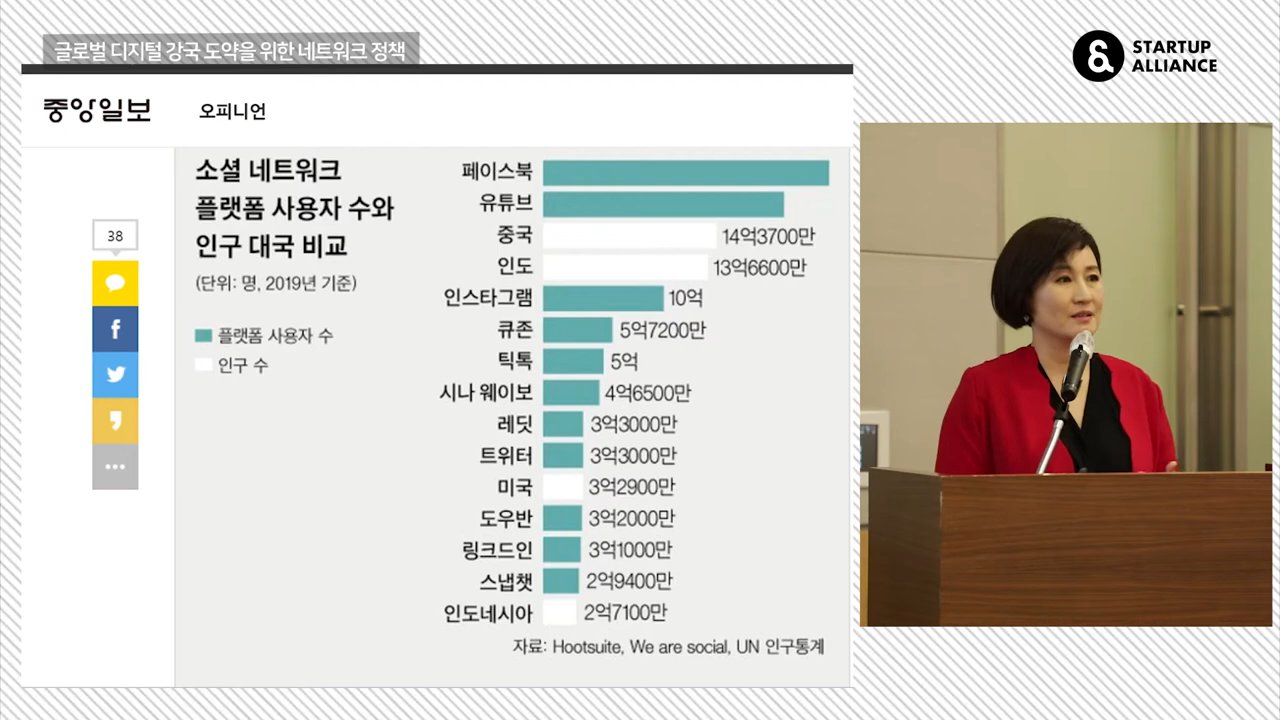 글로벌 디지털 강국 도약을 위한 네트워크 정책
STARTUP
ALLIANCE
중앙일보
오피니언
38
소셜 네트워크
플랫폼 사용자 수와
인구 대국 비교
(단위: 명, 2019년 기준)
플랫폼 사용자 수
인구 수
페이스북
유튜브
중국 14억3700만
인도 13억6600만
인스타그램 10억
큐존 5억7200만
틱톡 5억
시나 웨이보 4억6500만
레딧 3억3000만
트위터 3억3000만
미국 3억2900만
도우반 3억2000만
링크드인 3억1000만
스냅챗 2억9400만
인도네시아 2억7100만
자료: Hootsuite, We are social, UN 인구통계